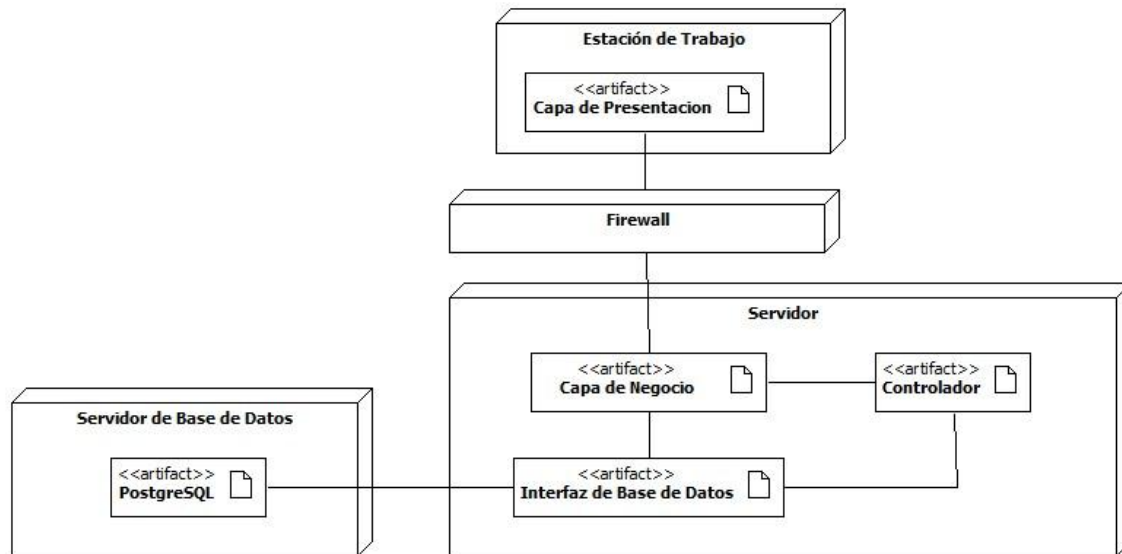 Estación de Trabajo
<<artifact>>
Capa de Presentacion
Firewall
Servidor
<<artifact>>
Capa de Negocio
<<artifact>>
Controlador
Servidor de Base de Datos
<<artifact>>
PostgreSQL
<<artifact>>
Interfaz de Base de Datos